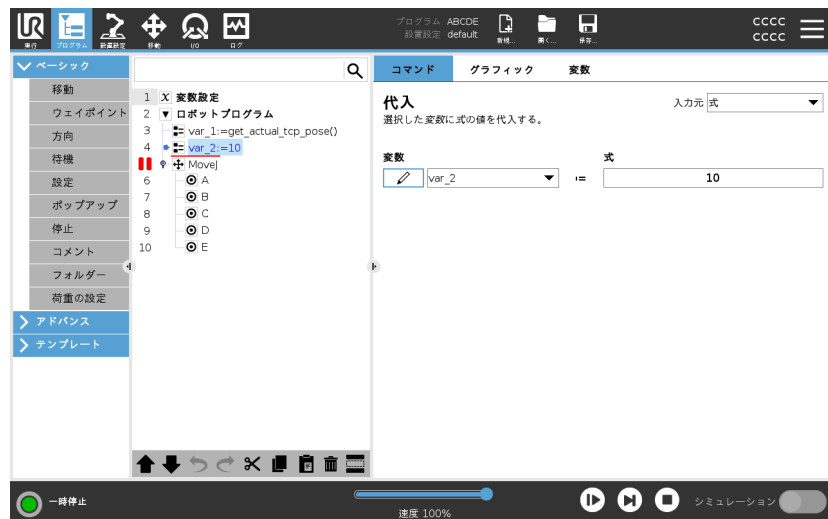 UR
プログラム ABCDE
設置設定 default
cccc
cccc
実行 プログラム 設置設定 移動 I/O ログ 新規... 開く... 保存...
ベーシック
移動
ウェイポイント
方向
待機
設定
ポップアップ
停止
コメント
フォルダー
荷重の設定
アドバンス
テンプレート
1 X 変数設定
2 ▼ ロボットプログラム
3 var_1:=get_actual_tcp_pose()
4 var_2:=10
MoveJ
6 A
7 B
8 C
9 D
10 E
コマンド グラフィック 変数
代入 入力元 式
選択した変数に式の値を代入する。
変数 式
var_2 := 10
一時停止
速度 100%
シミュレーション